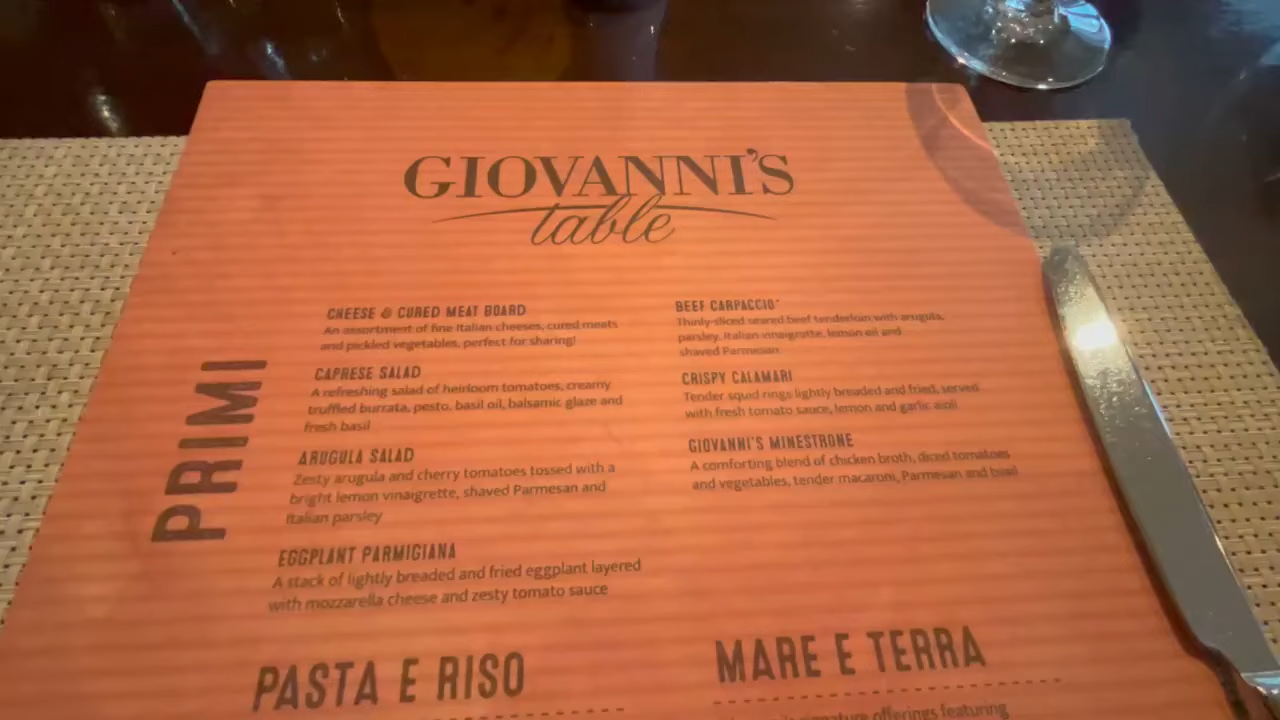 GIOVANNI'S
table
PRIMI
CHEESE & CURED MEAT BOARD
An assortment of fine Italian cheeses, cured meats
and pickled vegetables, perfect for sharing!
CAPRESE SALAD
A refreshing salad of heirloom tomatoes, creamy
truffled burrata, pesto, basil oil, balsamic glaze and
fresh basil
ARUGULA SALAD
Zesty arugula and cherry tomatoes tossed with a
bright lemon vinaigrette, shaved Parmesan and
Italian parsley
EGGPLANT PARMIGIANA
A stack of lightly breaded and fried eggplant layered
with mozzarella cheese and zesty tomato sauce
BEEF CARPACCIO*
Thinly-sliced seared beef tenderloin with arugula,
parsley, Italian vinaigrette, lemon oil and
shaved Parmesan
CRISPY CALAMARI
Tender squid rings lightly breaded and fried, served
with fresh tomato sauce, lemon and garlic aioli
GIOVANNI'S MINESTRONE
A comforting blend of chicken broth, diced tomatoes
and vegetables, tender macaroni, Parmesan and basil
PASTA E RISO
MARE E TERRA
signature offerings featuring